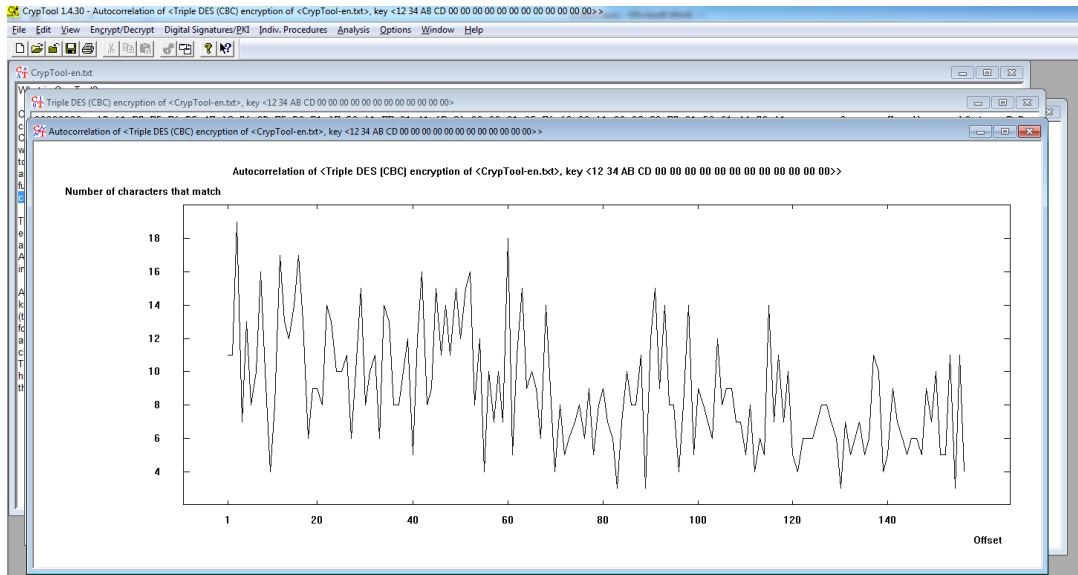 CrypTool 1.4.30 - Autocorrelation of <Triple DES (CBC) encryption of <CrypTool-en.txt>, key <12 34 AB CD 00 00 00 00 00 00 00 00 00 00 00 00>>
File Edit View Encrypt/Decrypt Digital Signatures/PKI Indiv. Procedures Analysis Options Window Help
CrypTool-en.txt
Triple DES (CBC) encryption of <CrypTool-en.txt>, key <12 34 AB CD 00 00 00 00 00 00 00 00 00 00 00 00>
Autocorrelation of <Triple DES (CBC) encryption of <CrypTool-en.txt>, key <12 34 AB CD 00 00 00 00 00 00 00 00 00 00 00 00>>
Autocorrelation of <Triple DES (CBC) encryption of <CrypTool-en.txt>, key <12 34 AB CD 00 00 00 00 00 00 00 00 00 00 00 00>>
Number of characters that match
18
16
14
12
10
8
6
4
1 20 40 60 80 100 120 140
Offset